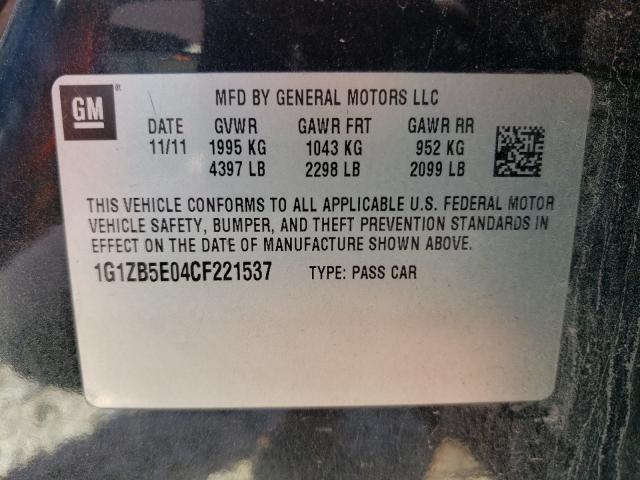 GM ® MFD BY GENERAL MOTORS LLC
DATE GVWR GAWR FRT GAWR RR
11/11 1995 KG 1043 KG 952 KG
4397 LB 2298 LB 2099 LB
THIS VEHICLE CONFORMS TO ALL APPLICABLE U.S. FEDERAL MOTOR
VEHICLE SAFETY, BUMPER, AND THEFT PREVENTION STANDARDS IN
EFFECT ON THE DATE OF MANUFACTURE SHOWN ABOVE.
1G1ZB5E04CF221537 TYPE: PASS CAR